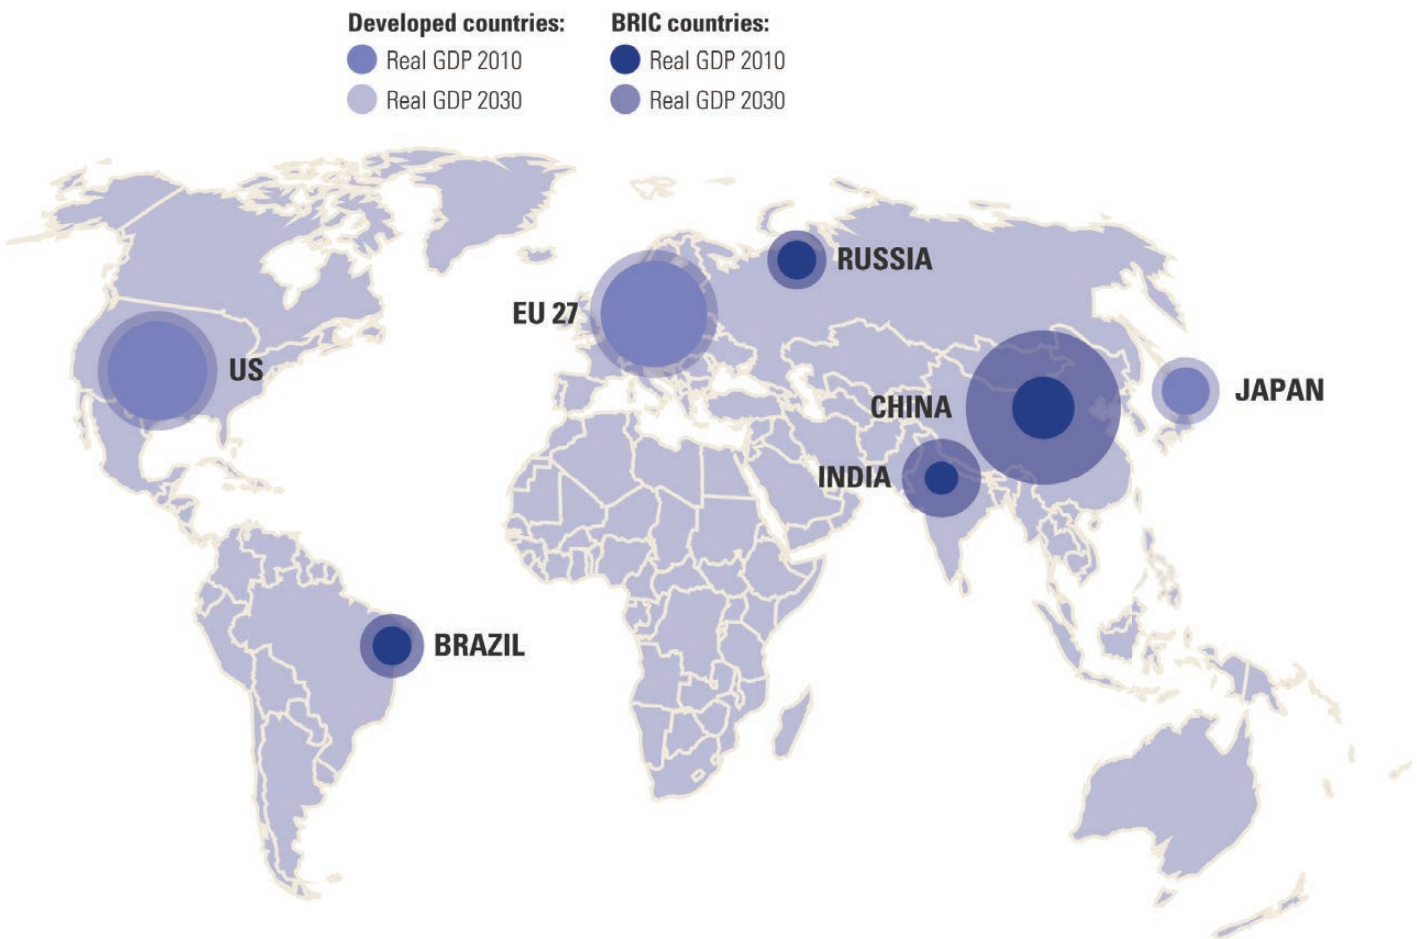 Developed countries:
Real GDP 2010
Real GDP 2030
BRIC countries:
Real GDP 2010
Real GDP 2030
RUSSIA
EU 27
US
JAPAN
CHINA
INDIA
BRAZIL